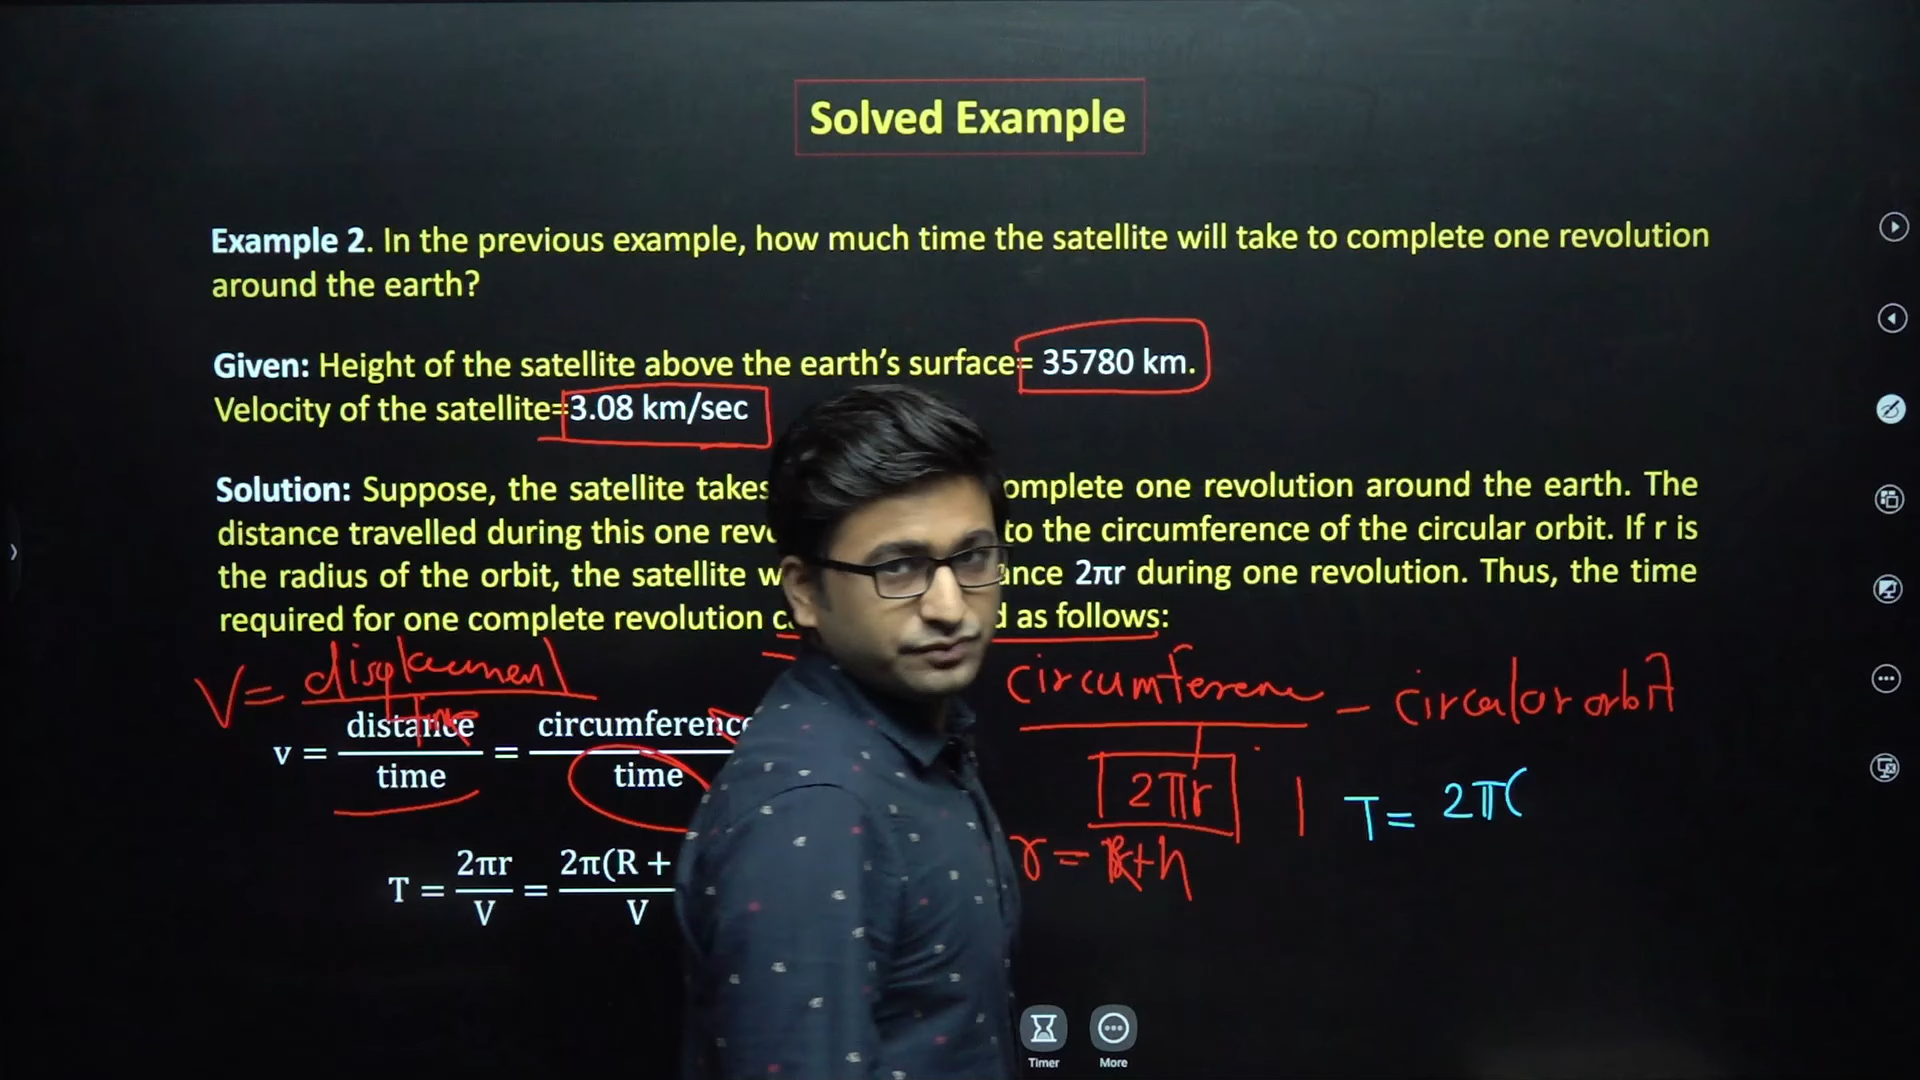 Solved Example
Example 2. In the previous example, how much time the satellite will take to complete one revolution
around the earth?
Given: Height of the satellite above the earth's surface= 35780 km.
Velocity of the satellite=3.08 km/sec
Solution: Suppose, the satellite takes omplete one revolution around the earth. The
distance travelled during this one revo to the circumference of the circular orbit. If r is
the radius of the orbit, the satellite w ance 2πr during one revolution. Thus, the time
required for one complete revolution ca d as follows:
V = displacement / Time
circumference - circular orbit
v = distance / time = circumference / time
2πr
T = 2π(
r = R+h
T = 2πr / V = 2π(R + / V
Timer
More